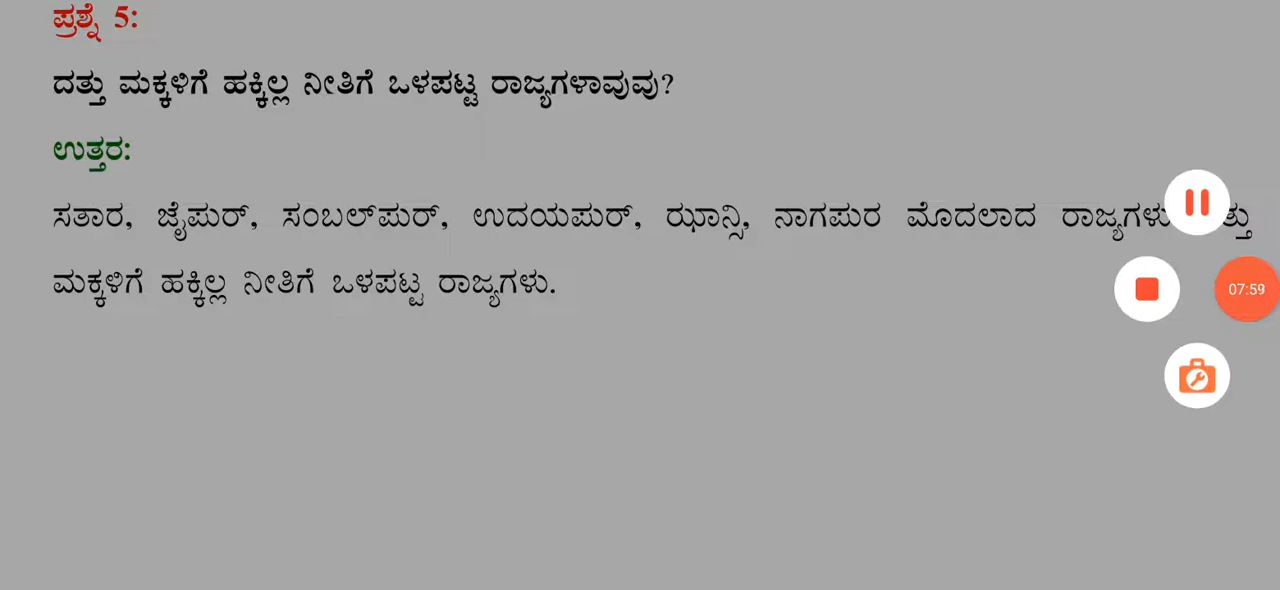 ಪ್ರಶ್ನೆ 5:
ದತ್ತು ಮಕ್ಕಳಿಗೆ ಹಕ್ಕಿಲ್ಲ ನೀತಿಗೆ ಒಳಪಟ್ಟ ರಾಜ್ಯಗಳಾವುವು?
ಉತ್ತರ:
ಸತಾರ, ಜೈಪುರ್, ಸಂಬಲ್‌ಪುರ್, ಉದಯಪುರ್, ಝಾನ್ಸಿ, ನಾಗಪುರ ಮೊದಲಾದ ರಾಜ್ಯಗಳು
ಮಕ್ಕಳಿಗೆ ಹಕ್ಕಿಲ್ಲ ನೀತಿಗೆ ಒಳಪಟ್ಟ ರಾಜ್ಯಗಳು.
07:59